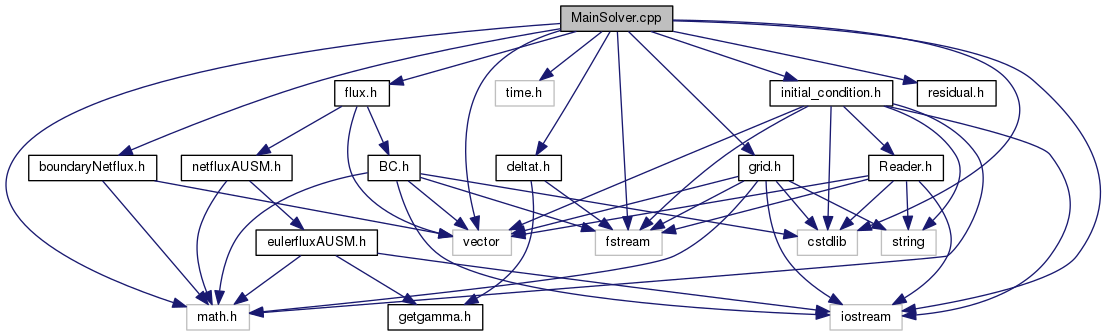 MainSolver.cpp
flux.h
time.h
initial_condition.h
residual.h
boundaryNetflux.h
netfluxAUSM.h
BC.h
deltat.h
grid.h
Reader.h
eulerfluxAUSM.h
vector
fstream
cstdlib
string
math.h
getgamma.h
iostream